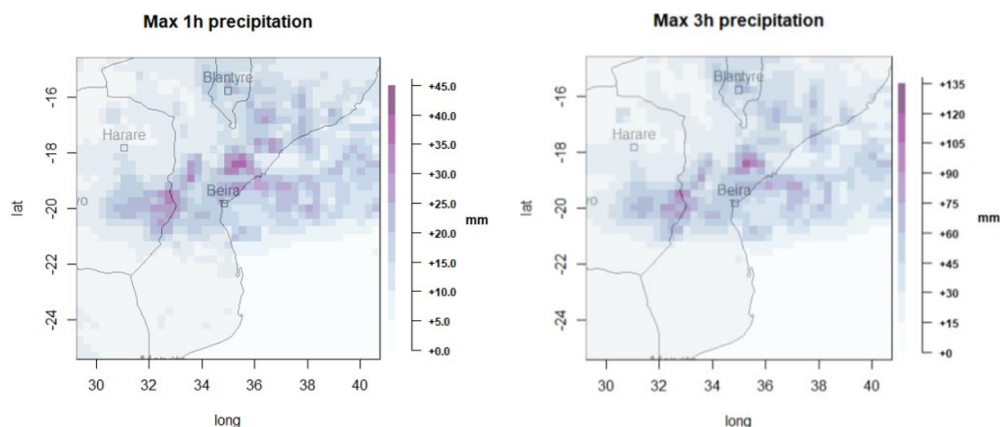 Max 1h precipitation
Max 3h precipitation
Blantyre
Harare
Beira
vo
lat
-16
-18
-20
-22
-24
30
32
34
36
38
40
long
+45.0
+40.0
+35.0
+30.0
+25.0
+20.0
+15.0
+10.0
+5.0
+0.0
mm
Blantyre
Harare
Beira
vo
lat
-16
-18
-20
-22
-24
30
32
34
36
38
40
long
+135
+120
+105
+90
+75
+60
+45
+30
+15
+0
mm